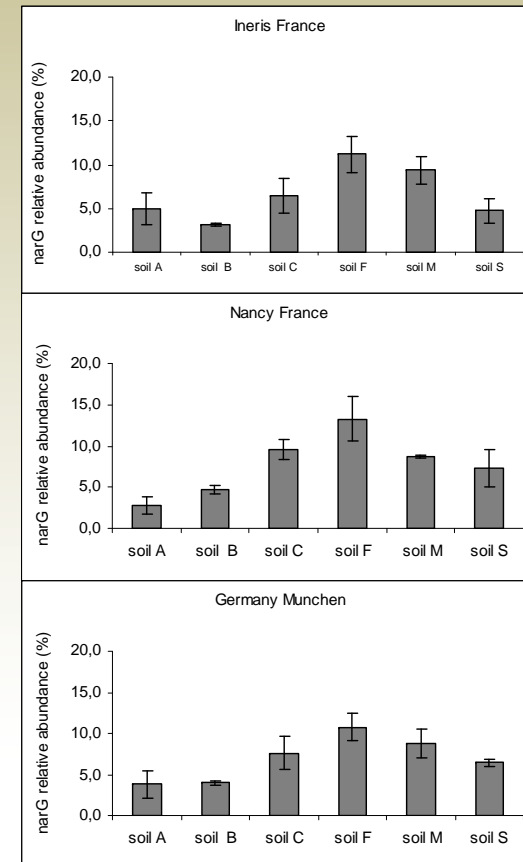 Ineris France
narG relative abundance (%)
20,0
15,0
10,0
5,0
0,0
soil A soil  B soil C soil F soil M soil S
Nancy France
narG relative abundance (%)
20,0
15,0
10,0
5,0
0,0
soil A soil  B soil C soil F soil M soil S
Germany Munchen
narG relative abundance (%)
20,0
15,0
10,0
5,0
0,0
soil A soil  B soil C soil F soil M soil S